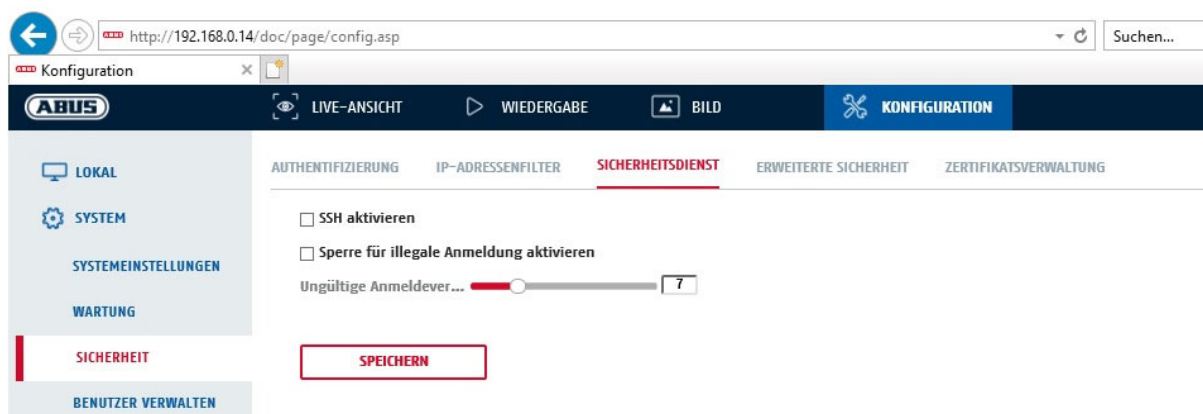 http://192.168.0.14/doc/page/config.asp
Suchen...
Konfiguration
ABUS
LIVE-ANSICHT
WIEDERGABE
BILD
KONFIGURATION
LOKAL
SYSTEM
SYSTEMEINSTELLUNGEN
WARTUNG
SICHERHEIT
BENUTZER VERWALTEN
AUTHENTIFIZIERUNG
IP-ADRESSENFILTER
SICHERHEITSDIENST
ERWEITERTE SICHERHEIT
ZERTIFIKATSVERWALTUNG
SSH aktivieren
Sperre für illegale Anmeldung aktivieren
Ungültige Anmeldever... 7
SPEICHERN